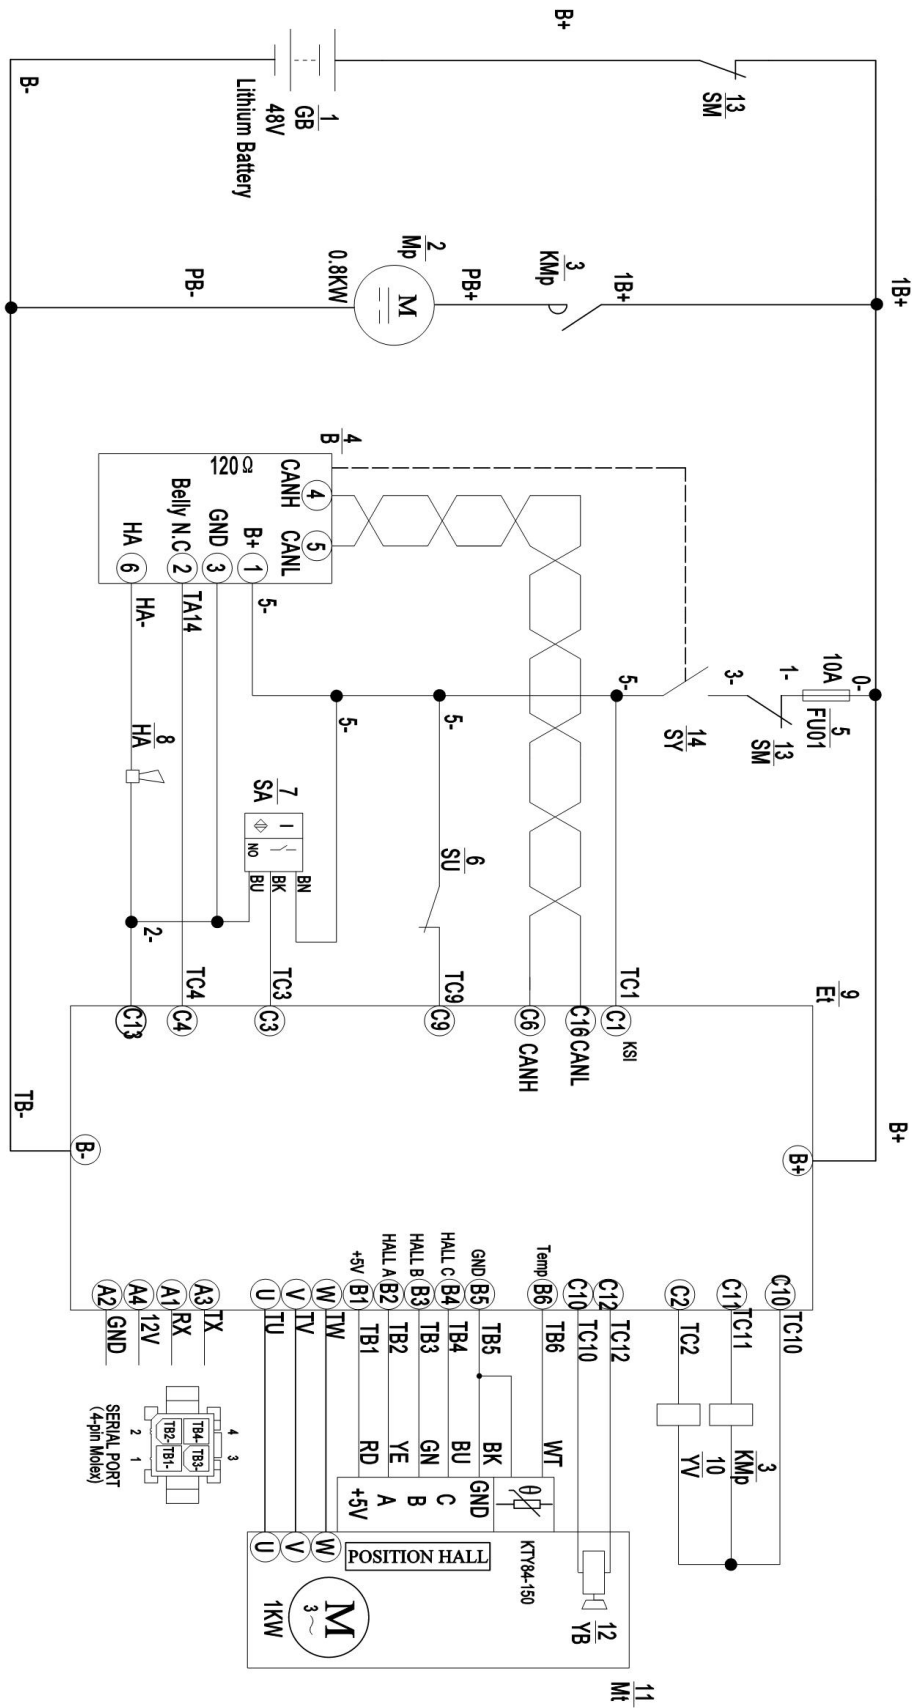 B+
B-
1
GB
48V
Lithium Battery
13
SM
1B+
2
Mp
0.8KW
M
PB-
PB+
3
KMp
1B+
4
B
120Ω
CANH
4
CANL
5
B+
1
GND
3
Belly N.C
2
HA
6
5-
TA14
HA-
0-
10A
5
FU01
1-
13
SM
3-
14
SY
5-
5-
5-
6
SU
7
SA
NO
BN
BK
BU
8
HA
2-
TC1
TC9
TC3
TC4
9
Et
B+
TB-
C1
KSI
C16
CANL
C6
CANH
C9
C3
C4
C13
B+
B-
C10
TC10
C11
TC11
C2
TC2
C12
TC12
C10
TC10
Temp
B6
TB6
GND
B5
TB5
HALL C
B4
TB4
HALL B
B3
TB3
HALL A
B2
TB2
+5V
B1
TB1
W
TW
V
TV
U
TU
A3
TX
A1
RX
A4
12V
A2
GND
3
KMp
10
YV
WT
BK
BU
GN
YE
RD
θ
GND
C
B
A
+5V
KTY84-150
POSITION HALL
W
V
U
M
3~
1KW
12
YB
11
Mt
4
3
2
1
TB4-
TB3-
TB2-
TB1-
SERIAL PORT
(4-pin Molex)